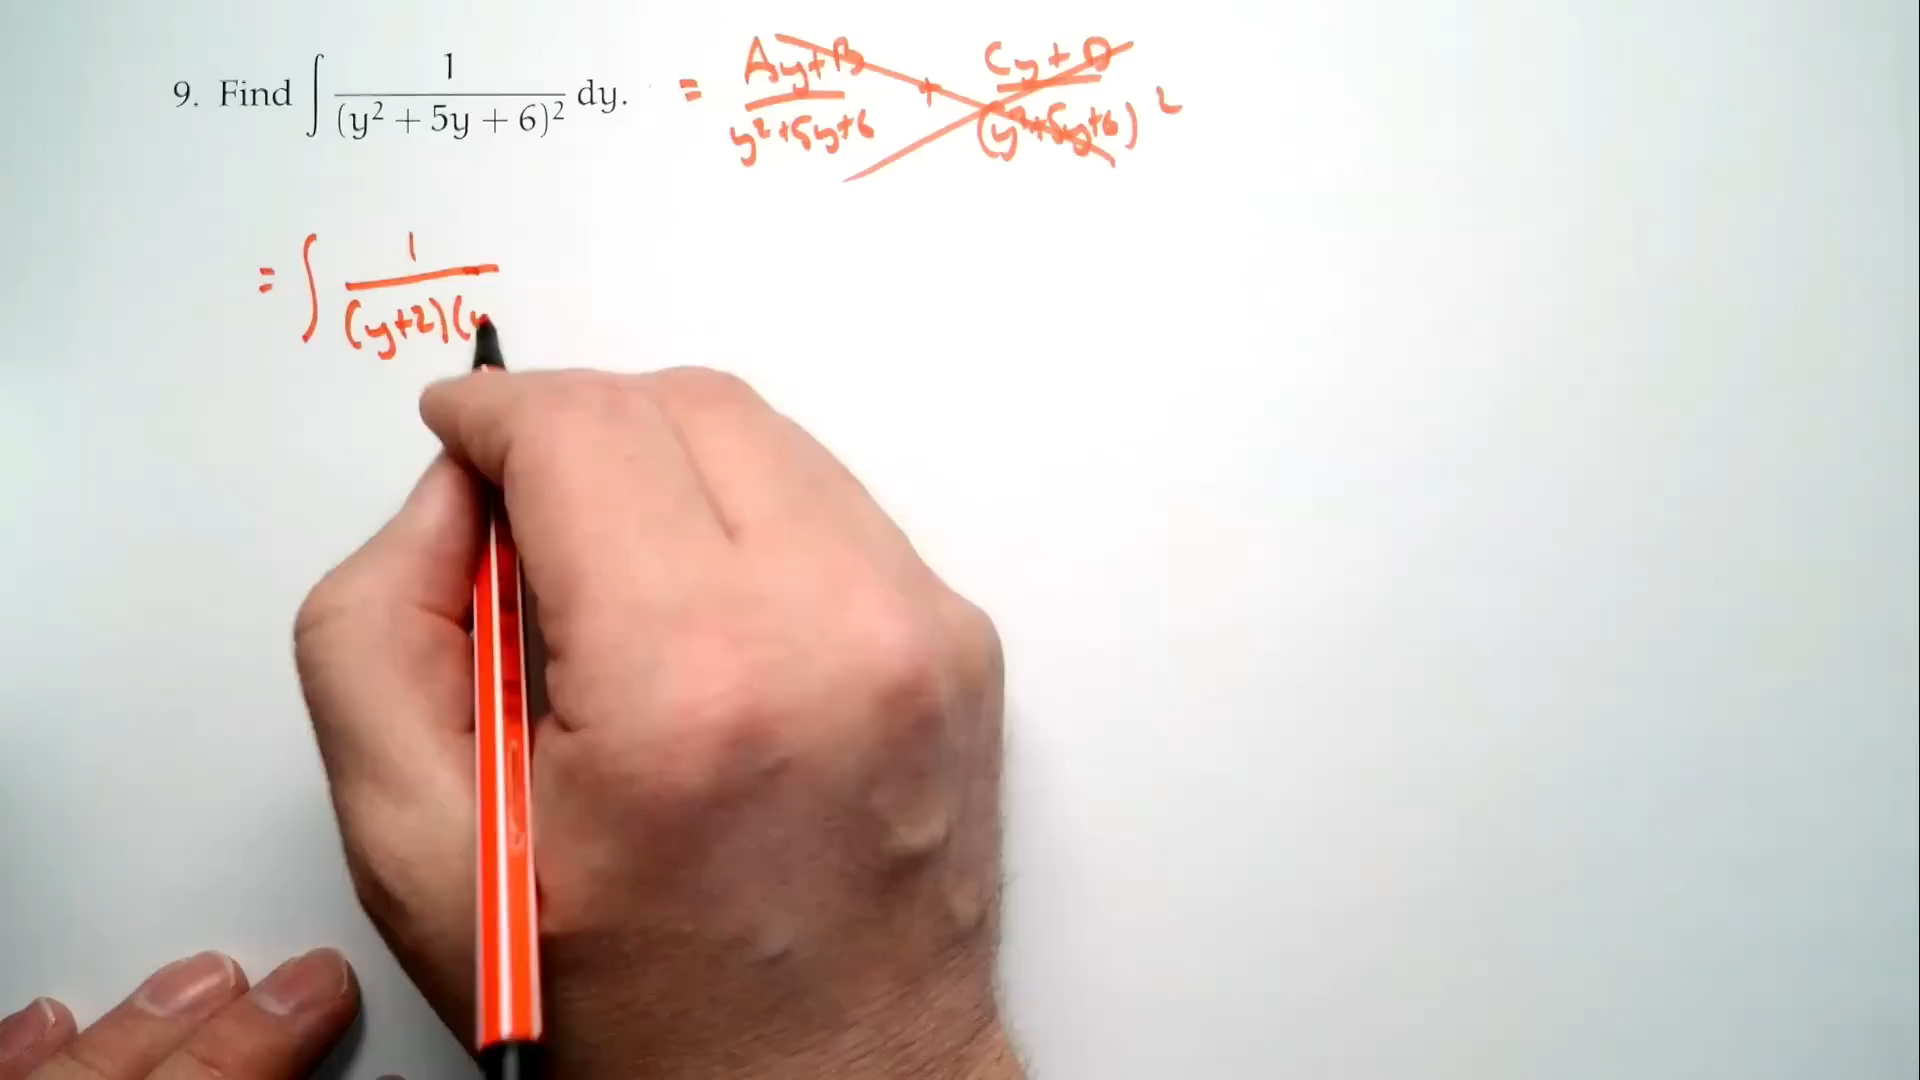 9. Find ∫ 1/(y² + 5y + 6)² dy. = Ay+B/y²+5y+6 + Cy+D/(y²+5y+6)²
= ∫ 1/(y+2)(y